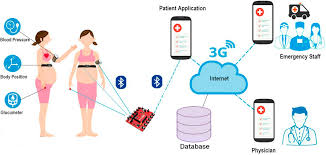 Patient Application
Blood Pressure
3G
Emergency Staff
Body Position
Internet
Glucometer
Database
Physician